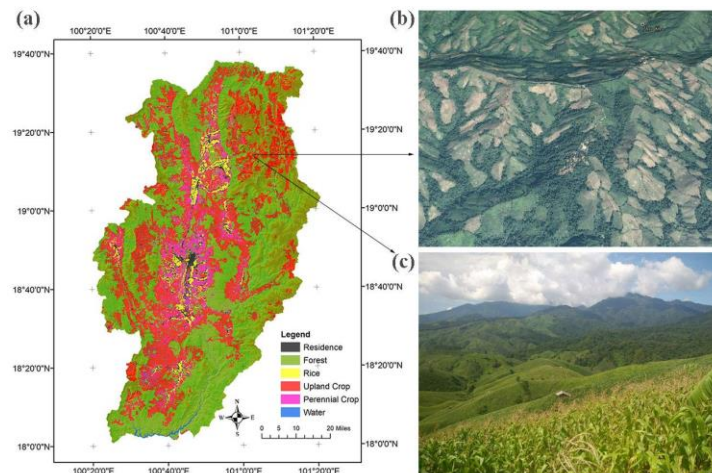 (a)
100°20'0"E 100°40'0"E 101°0'0"E 101°20'0"E
19°40'0"N
19°20'0"N
19°0'0"N
18°40'0"N
18°20'0"N
18°0'0"N
19°40'0"N
19°20'0"N
19°0'0"N
18°40'0"N
18°20'0"N
18°0'0"N
Legend
Residence
Forest
Rice
Upland Crop
Perennial Crop
Water
N
W E
S
0 5 10 20 Miles
100°20'0"E 100°40'0"E 101°0'0"E 101°20'0"E
(b)
(c)